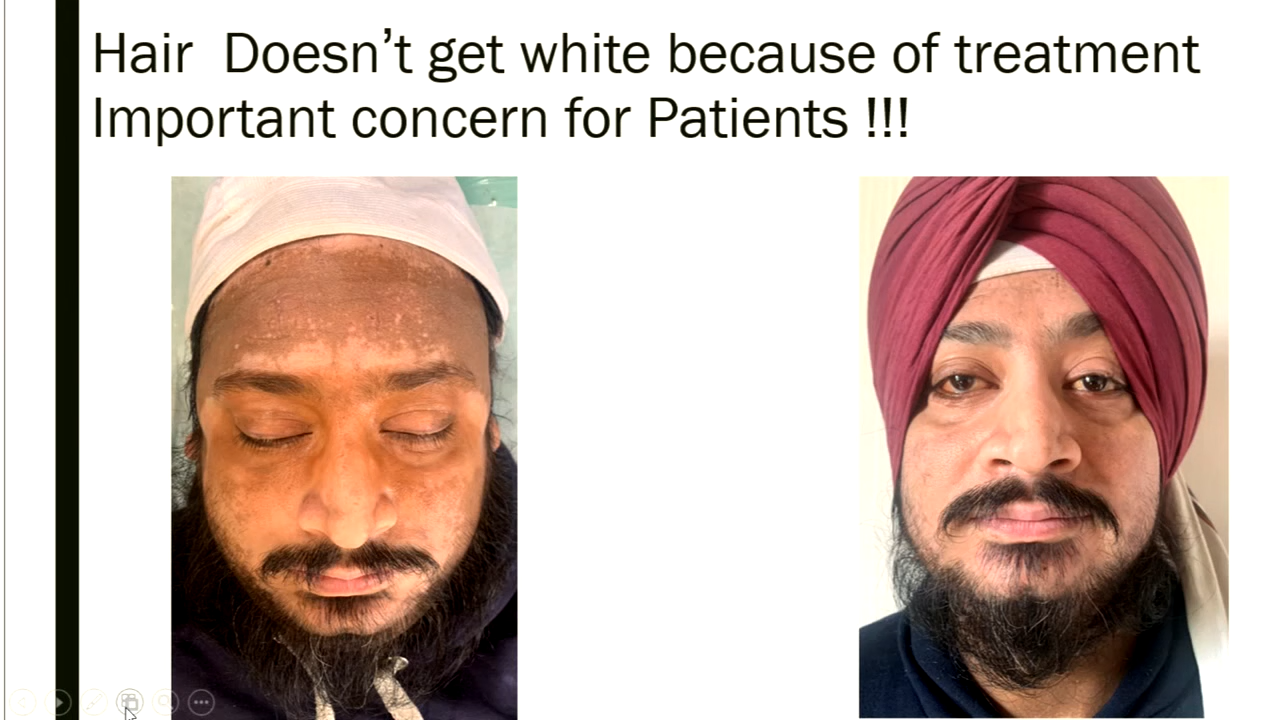 Hair  Doesn’t get white because of treatment
Important concern for Patients !!!